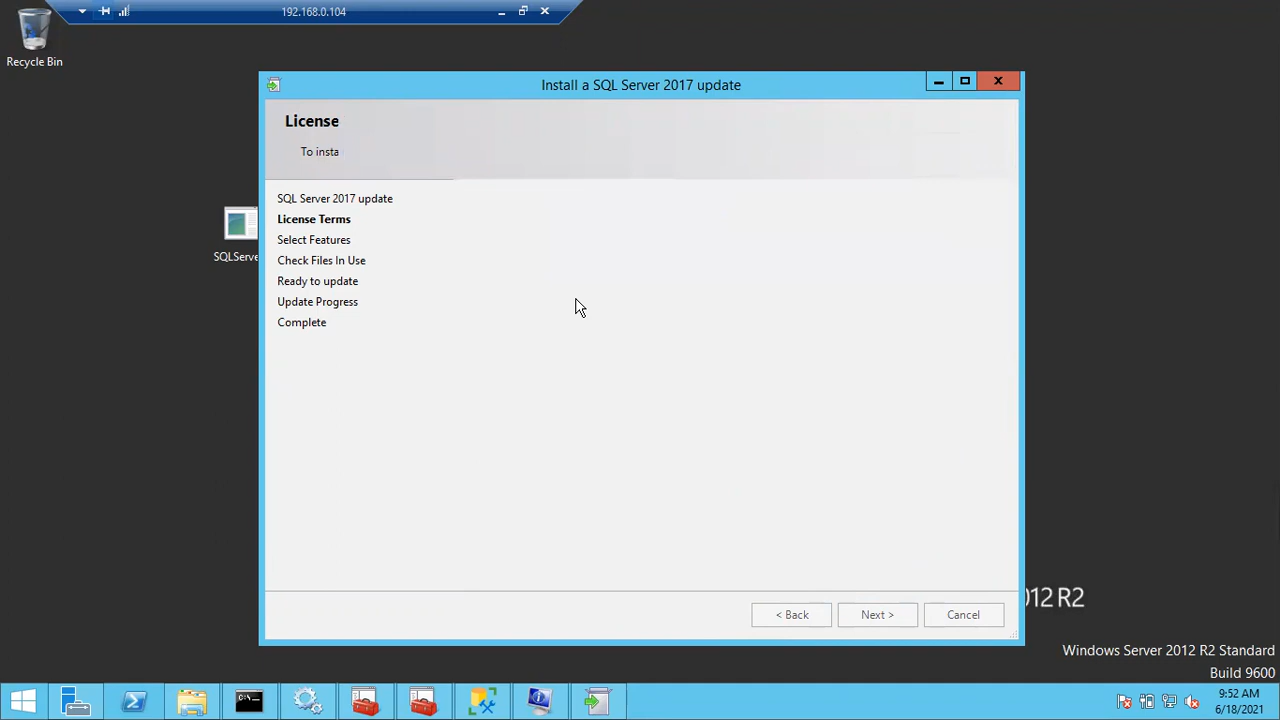 192.168.0.104
Recycle Bin
Install a SQL Server 2017 update
License
To insta
SQL Server 2017 update
License Terms
Select Features
Check Files In Use
Ready to update
Update Progress
Complete
SQLServe
< Back
Next >
Cancel
012 R2
Windows Server 2012 R2 Standard
Build 9600
9:52 AM
6/18/2021